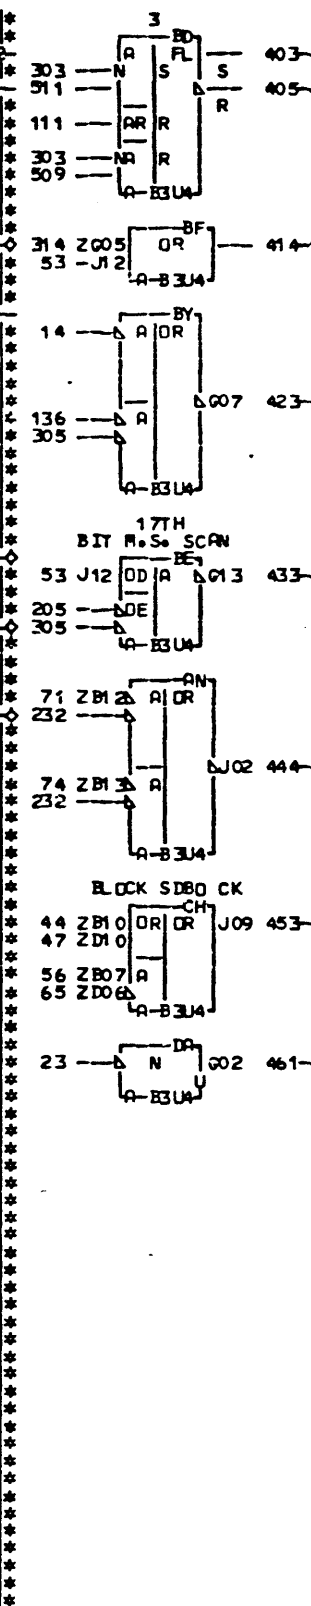 3
BD
A FL 403
303 N S S
511 405
R
111 AR R
303 NA R
509
A B3U4
BF
314 ZG05 OR 414
53 J12
A B3U4
BY
14 A OR
G07 423
136 A
305
A B3U4
17TH
BIT M.S. SCAN
BE
53 J12 OD A G13 433
205 OE
305
A B3U4
AN
71 ZB12 A OR
232
J02 444
74 ZB13 A
232
A B3U4
BLOCK SDBO CK
CH
44 ZB10 OR OR J09 453
47 ZD10
56 ZB07 A
65 ZD06
A B3U4
DA
23 N G02 461
U
A B3U4